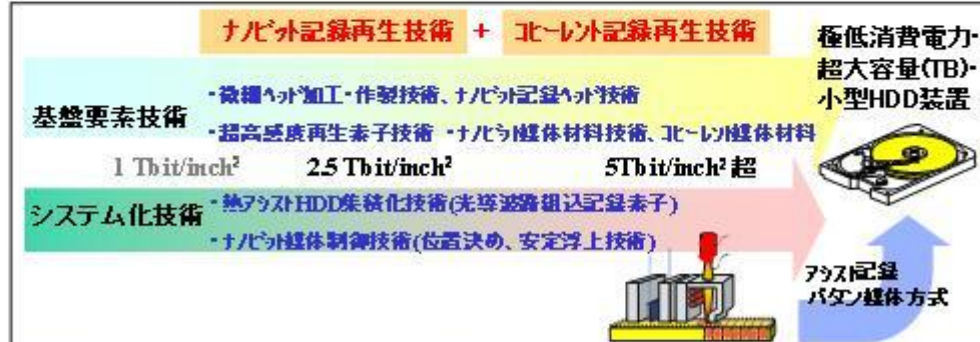 ナノビット記録再生技術 + コヒーレント記録再生技術
極低消費電力・
超大容量(TB)・
小型HDD装置
基盤要素技術
・微細ヘッド加工・作製技術、ナノビット記録ヘッド技術
・超高感度再生素子技術 ・ナノビット媒体材料技術、コヒーレント媒体材料
1 Tbit/inch² 2.5 Tbit/inch² 5Tbit/inch² 超
システム化技術
・熱アシストHDD集積化技術(光導波路組込記録素子)
・ナノビット媒体制御技術(位置決め、安定浮上技術)
アシスト記録
パタン媒体方式